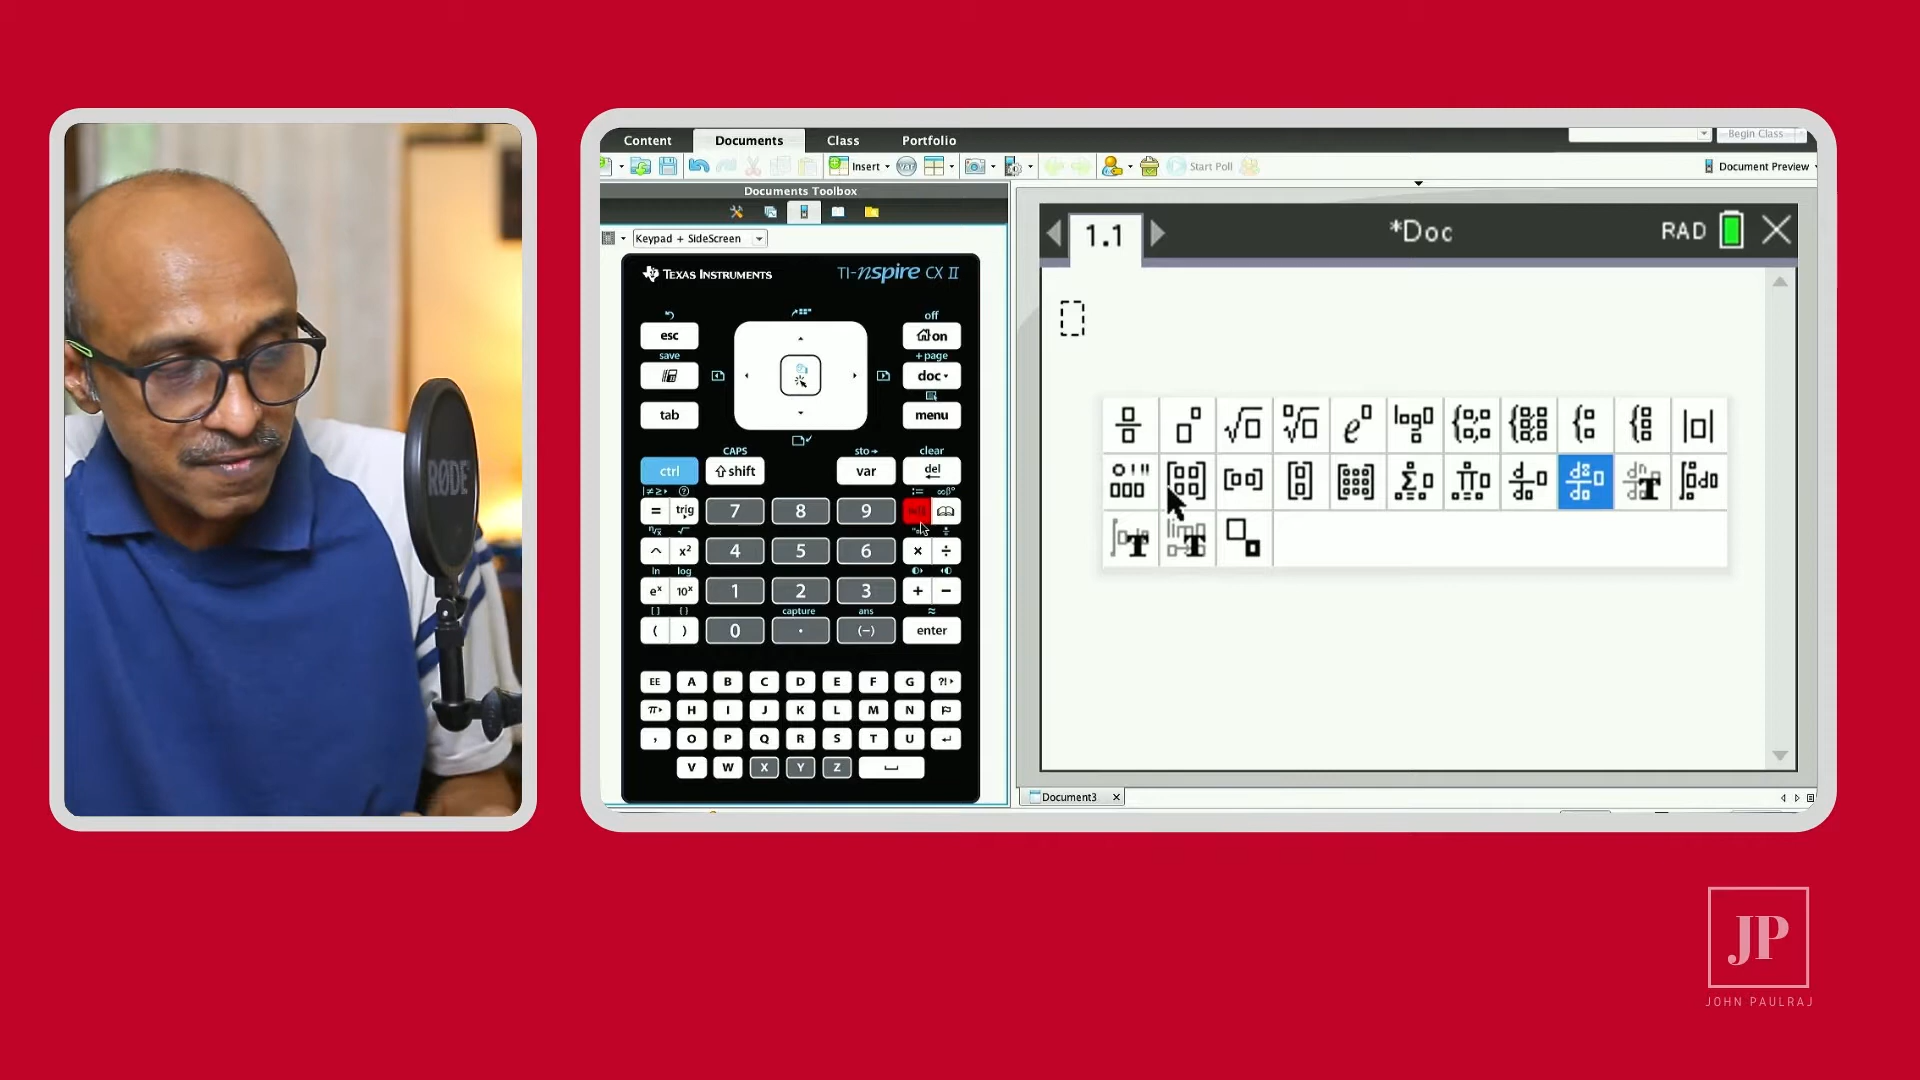 Content Documents Class Portfolio Begin Class
Insert Start Poll Document Preview
Documents Toolbox
Keypad + SideScreen
TEXAS INSTRUMENTS TI-nspire CX II
off
esc on
save + page
doc
tab menu
CAPS sto→ clear
ctrl shift var del
= trig 7 8 9
^ x² 4 5 6 × ÷
ln log
eˣ 10ˣ 1 2 3 + −
[ ] { } capture ans ≈
( ) 0 . (−) enter
EE A B C D E F G ?!
π H I J K L M N
, O P Q R S T U
V W X Y Z
1.1 *Doc RAD
Document3
RØDE
JP
JOHN PAULRAJ